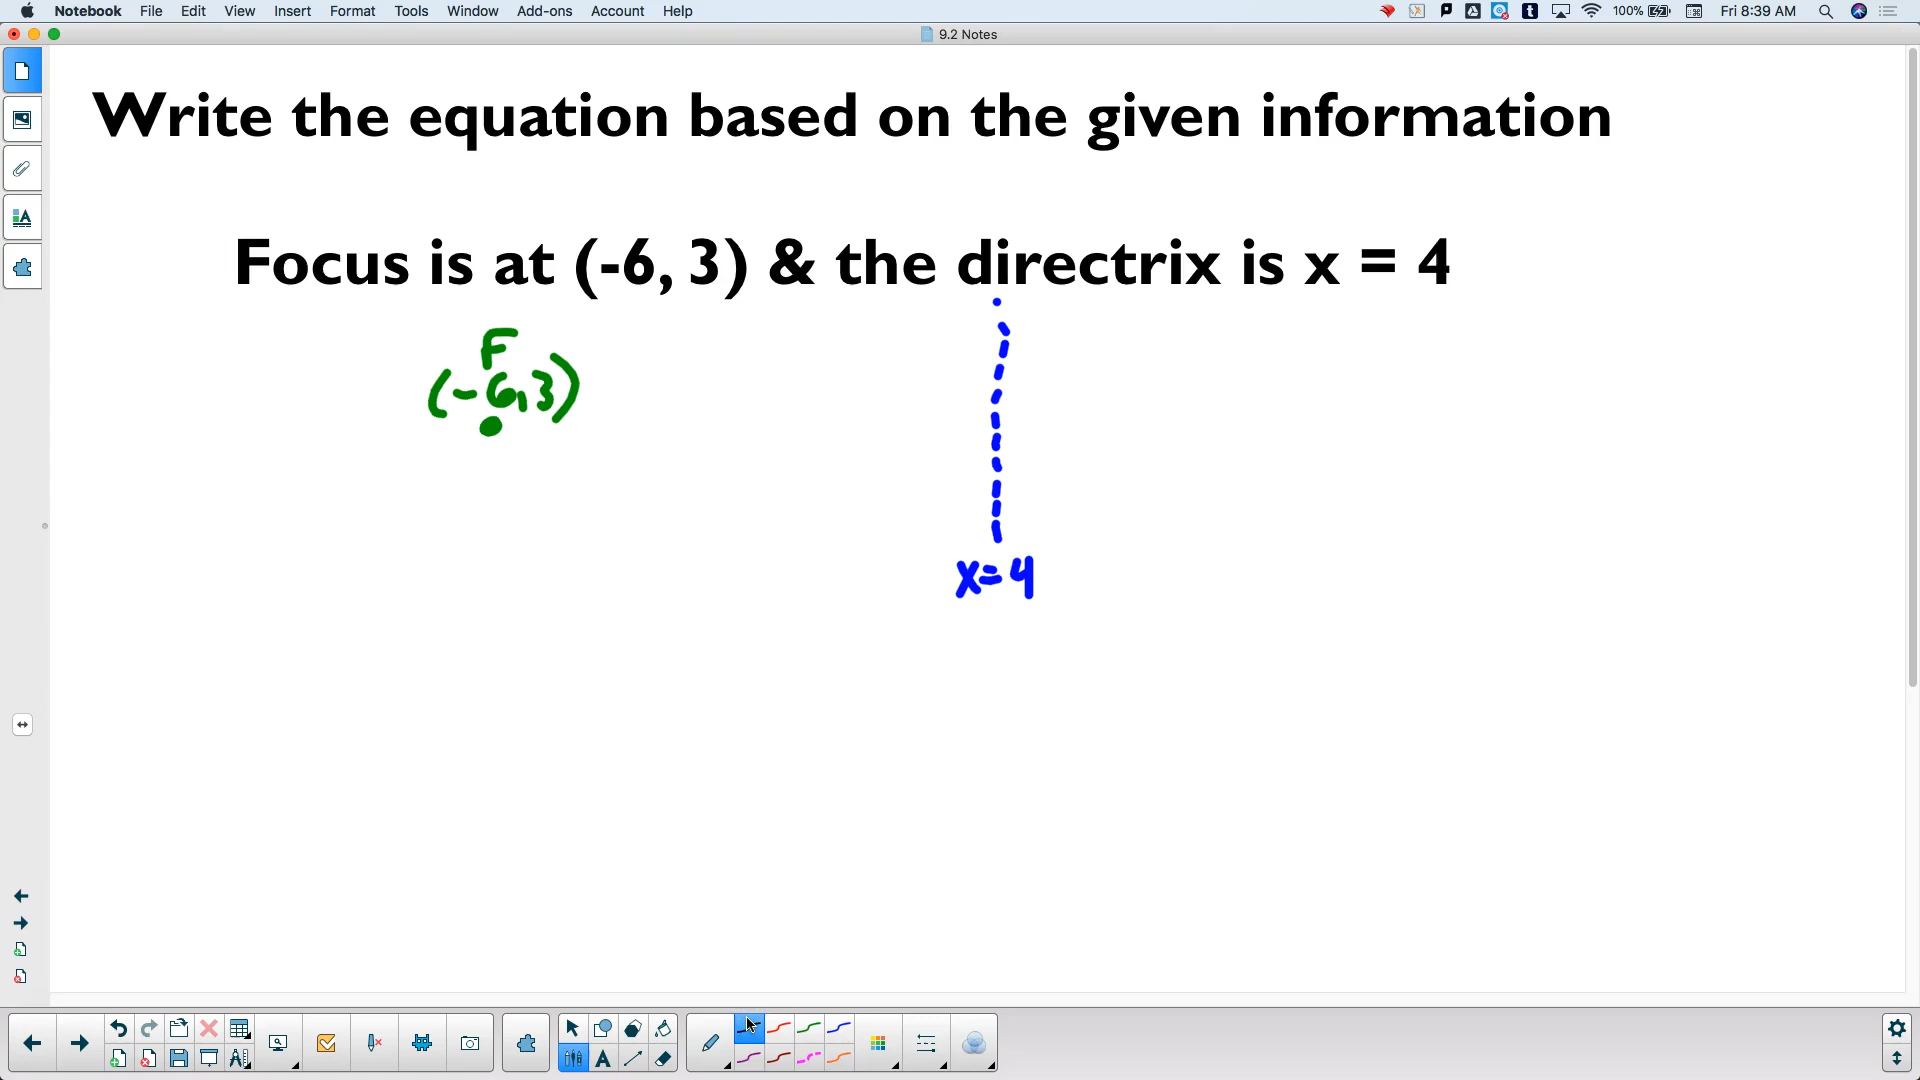 Notebook File Edit View Insert Format Tools Window Add-ons Account Help 100% Fri 8:39 AM
9.2 Notes
Write the equation based on the given information
Focus is at (-6, 3) & the directrix is x = 4
F
(-6,3)
x=4